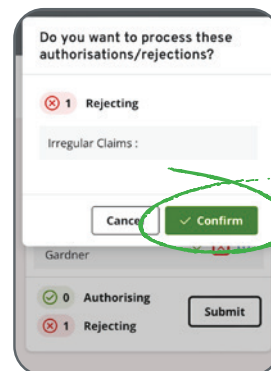 Do you want to process these
authorisations/rejections?
1 Rejecting
Irregular Claims :
Cancel
Confirm
Gardner
0 Authorising
1 Rejecting
Submit